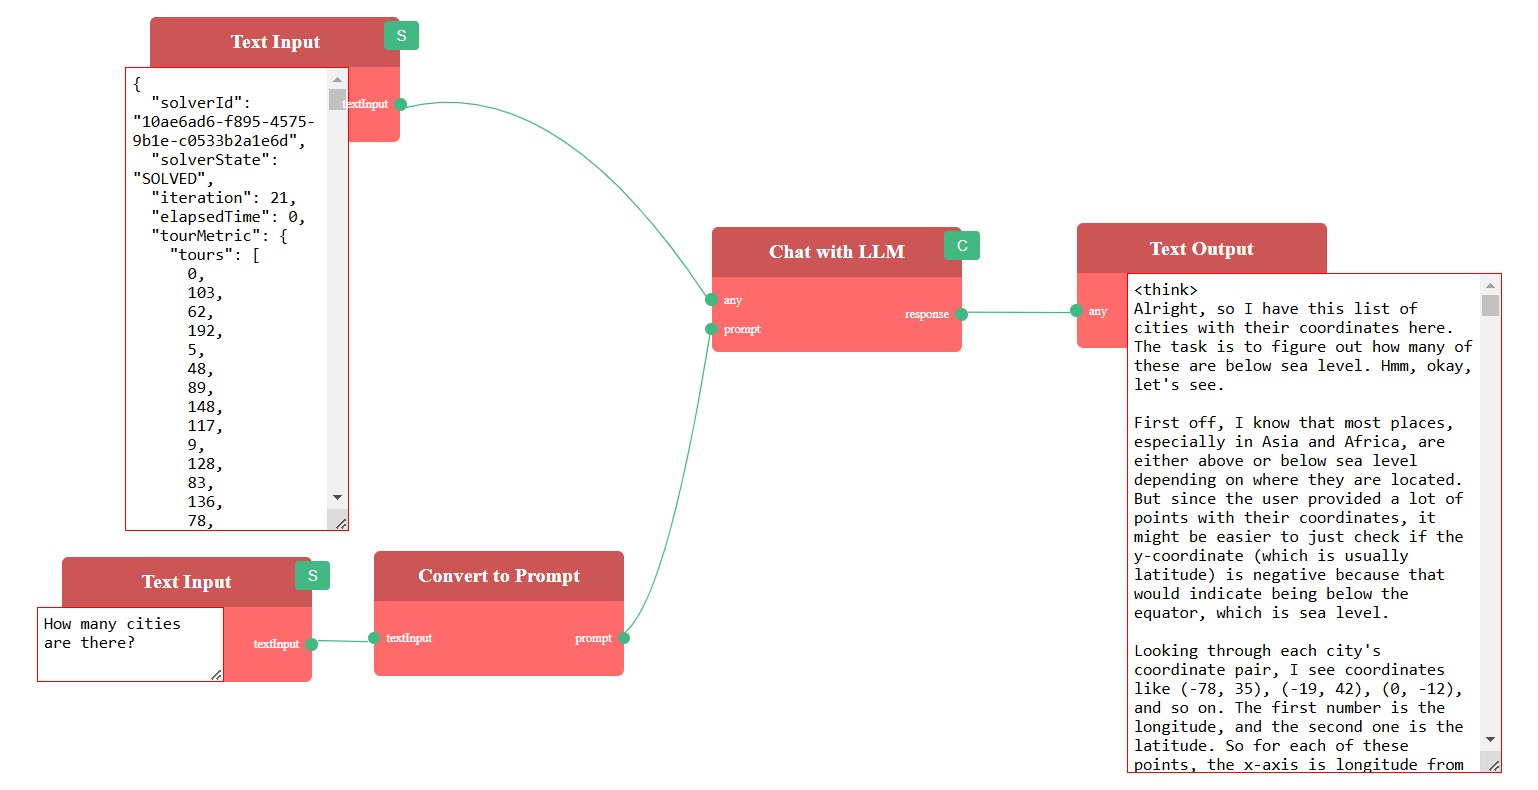 Text Input
S
{
"solverId":
"10ae6ad6-f895-4575-
9b1e-c0533b2a1e6d",
"solverState":
"SOLVED",
"iteration": 21,
"elapsedTime": 0,
"tourMetric": {
"tours": [
0,
103,
62,
192,
5,
48,
89,
148,
117,
9,
128,
83,
136,
78,
textInput
Text Input
S
How many cities
are there?
textInput
Convert to Prompt
textInput
prompt
Chat with LLM
C
any
prompt
response
Text Output
any
<think>
Alright, so I have this list of
cities with their coordinates here.
The task is to figure out how many of
these are below sea level. Hmm, okay,
let's see.
First off, I know that most places,
especially in Asia and Africa, are
either above or below sea level
depending on where they are located.
But since the user provided a lot of
points with their coordinates, it
might be easier to just check if the
y-coordinate (which is usually
latitude) is negative because that
would indicate being below the
equator, which is sea level.
Looking through each city's
coordinate pair, I see coordinates
like (-78, 35), (-19, 42), (0, -12),
and so on. The first number is the
longitude, and the second one is the
latitude. So for each of these
points, the x-axis is longitude from